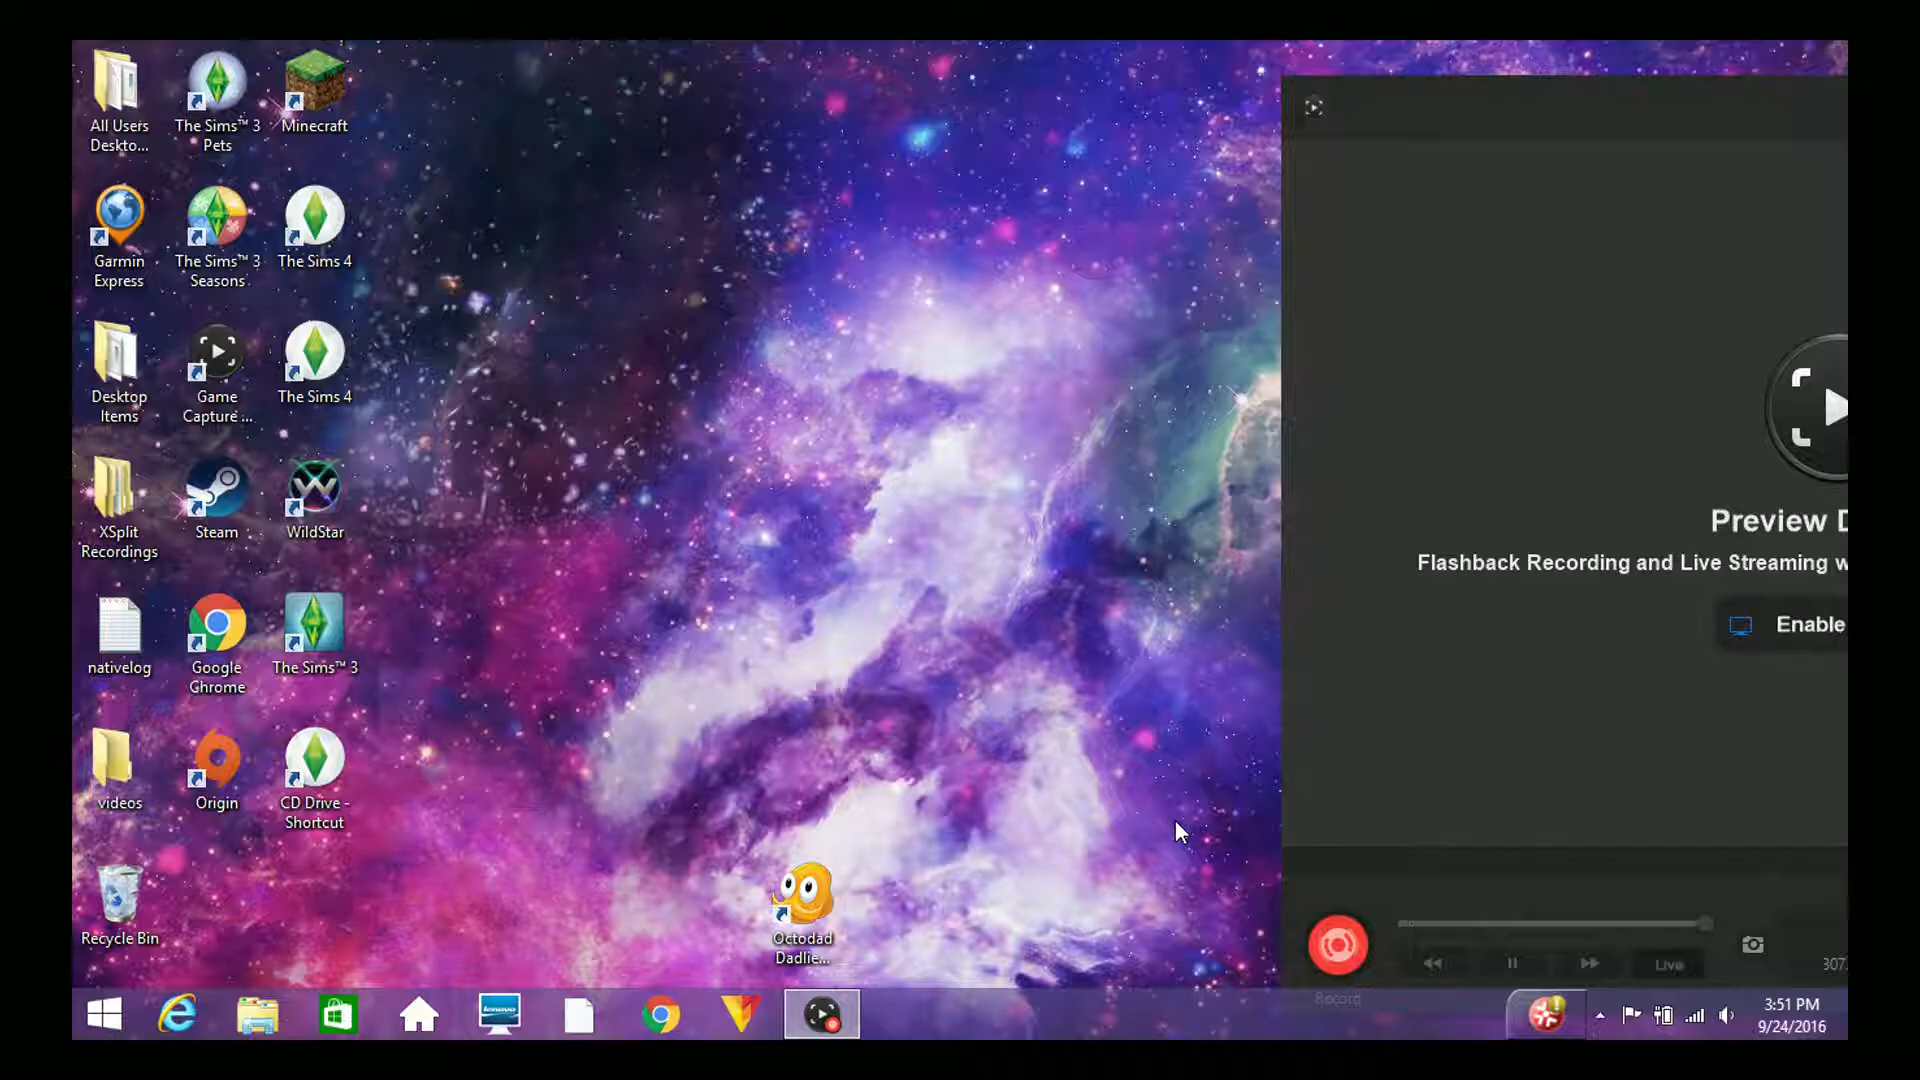 All Users
Deskto...
The Sims™ 3
Pets
Minecraft
Garmin
Express
The Sims™ 3
Seasons
The Sims 4
Desktop
Items
Game
Capture ...
The Sims 4
XSplit
Recordings
Steam
WildStar
nativelog
Google
Chrome
The Sims™ 3
videos
Origin
CD Drive -
Shortcut
Recycle Bin
Octodad
Dadlie...
Preview
Flashback Recording and Live Streaming
Enable
Live
307
Record
lenovo
3:51 PM
9/24/2016